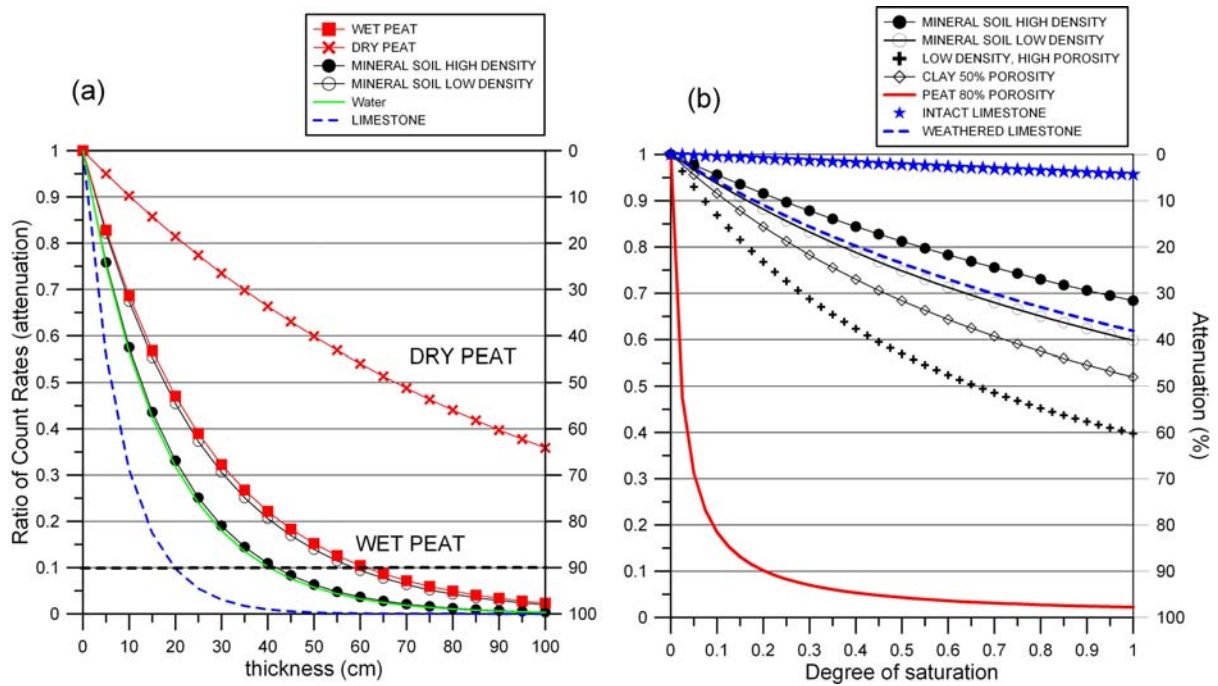 WET PEAT
DRY PEAT
MINERAL SOIL HIGH DENSITY
MINERAL SOIL LOW DENSITY
Water
LIMESTONE
(a)
1
0.9
0.8
0.7
0.6
0.5
0.4
0.3
0.2
0.1
0
Ratio of Count Rates (attenuation)
0
10
20
30
40
50
60
70
80
90
100
DRY PEAT
WET PEAT
0 10 20 30 40 50 60 70 80 90 100
thickness (cm)
MINERAL SOIL HIGH DENSITY
MINERAL SOIL LOW DENSITY
LOW DENSITY, HIGH POROSITY
CLAY 50% POROSITY
PEAT 80% POROSITY
INTACT LIMESTONE
WEATHERED LIMESTONE
(b)
1
0.9
0.8
0.7
0.6
0.5
0.4
0.3
0.2
0.1
0
0
10
20
30
40
50
60
70
80
90
100
Attenuation (%)
0 0.1 0.2 0.3 0.4 0.5 0.6 0.7 0.8 0.9 1
Degree of saturation